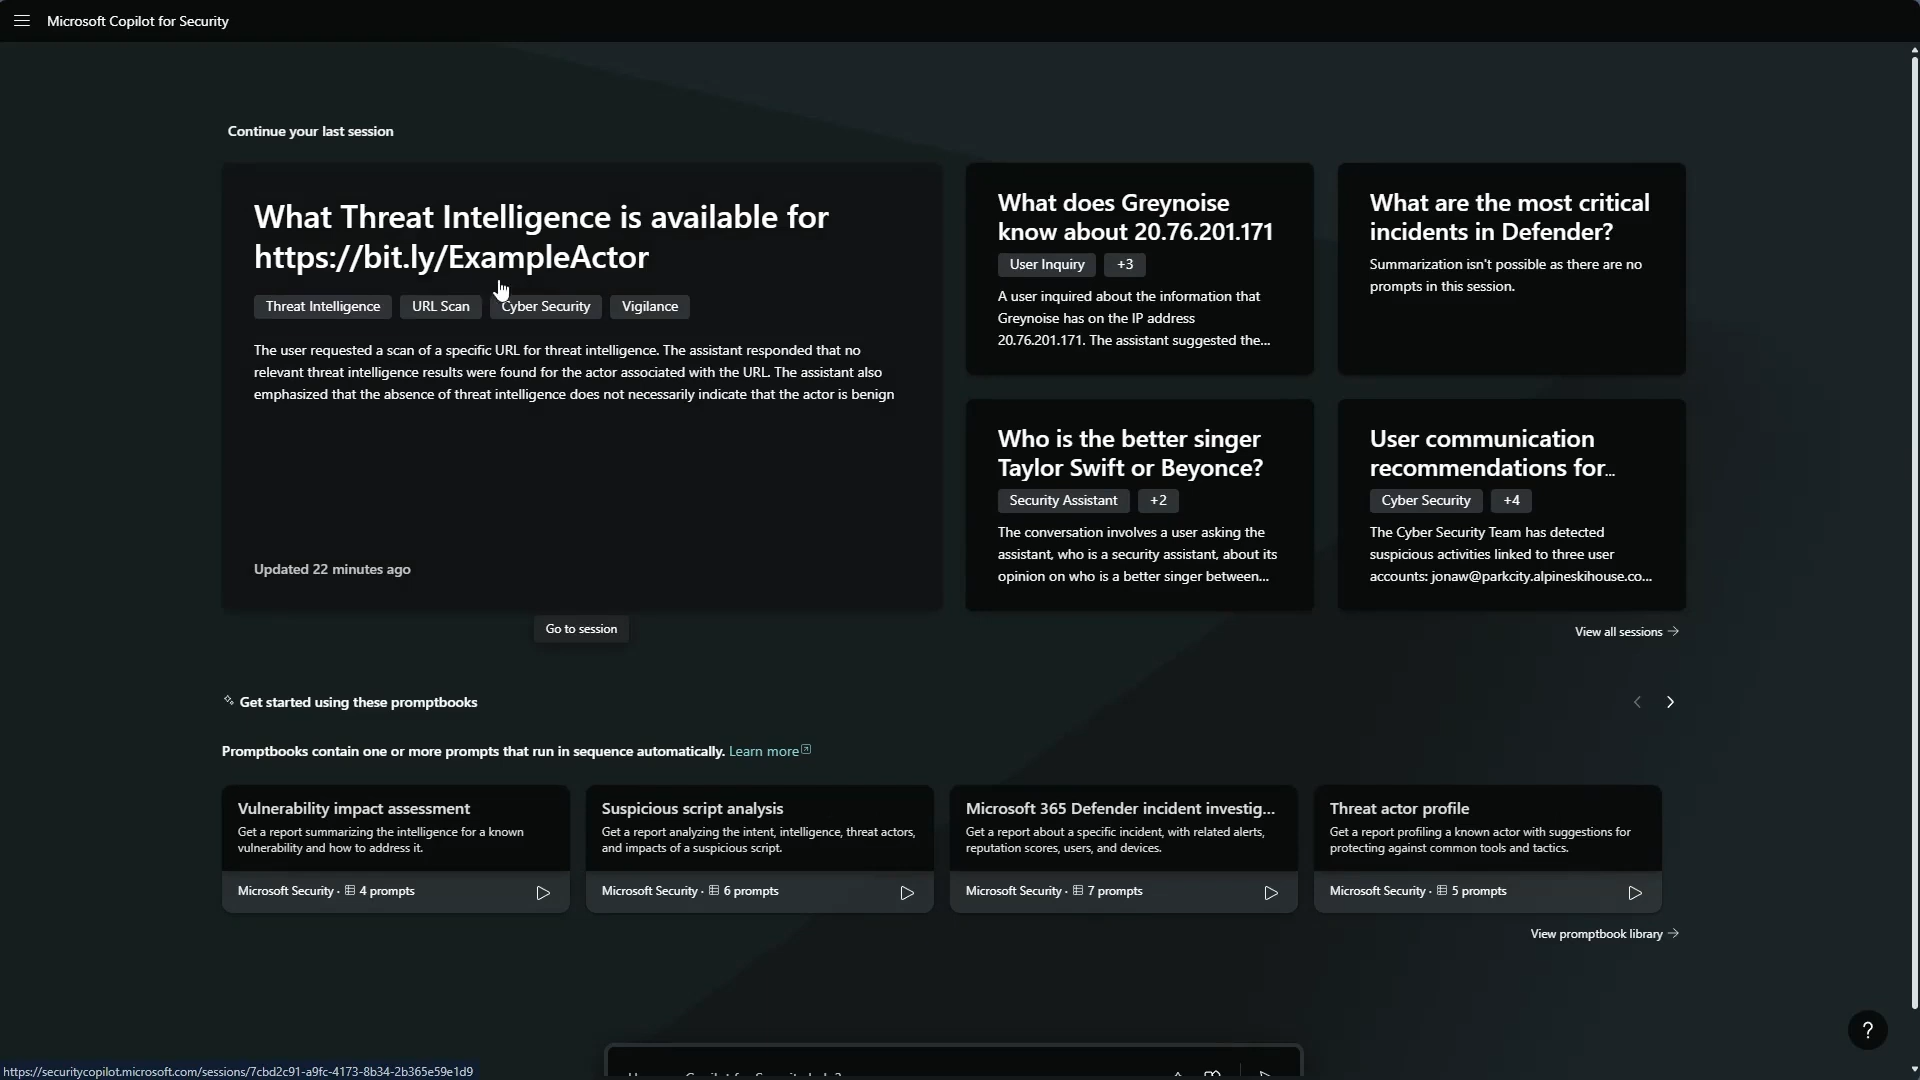 Microsoft Copilot for Security
Continue your last session
What Threat Intelligence is available for
https://bit.ly/ExampleActor
Threat Intelligence
URL Scan
Cyber Security
Vigilance
The user requested a scan of a specific URL for threat intelligence. The assistant responded that no
relevant threat intelligence results were found for the actor associated with the URL. The assistant also
emphasized that the absence of threat intelligence does not necessarily indicate that the actor is benign
Updated 22 minutes ago
Go to session
What does Greynoise
know about 20.76.201.171
User Inquiry
+3
A user inquired about the information that
Greynoise has on the IP address
20.76.201.171. The assistant suggested the...
What are the most critical
incidents in Defender?
Summarization isn't possible as there are no
prompts in this session.
Who is the better singer
Taylor Swift or Beyonce?
Security Assistant
+2
The conversation involves a user asking the
assistant, who is a security assistant, about its
opinion on who is a better singer between...
User communication
recommendations for...
Cyber Security
+4
The Cyber Security Team has detected
suspicious activities linked to three user
accounts: jonaw@parkcity.alpineskihouse.co...
View all sessions
Get started using these promptbooks
Promptbooks contain one or more prompts that run in sequence automatically. Learn more
Vulnerability impact assessment
Get a report summarizing the intelligence for a known
vulnerability and how to address it.
Microsoft Security · 4 prompts
Suspicious script analysis
Get a report analyzing the intent, intelligence, threat actors,
and impacts of a suspicious script.
Microsoft Security · 6 prompts
Microsoft 365 Defender incident investig...
Get a report about a specific incident, with related alerts,
reputation scores, users, and devices.
Microsoft Security · 7 prompts
Threat actor profile
Get a report profiling a known actor with suggestions for
protecting against common tools and tactics.
Microsoft Security · 5 prompts
View promptbook library
?
https://securitycopilot.microsoft.com/sessions/7cbd2c91-a9fc-4173-8b34-2b365e59e1d9